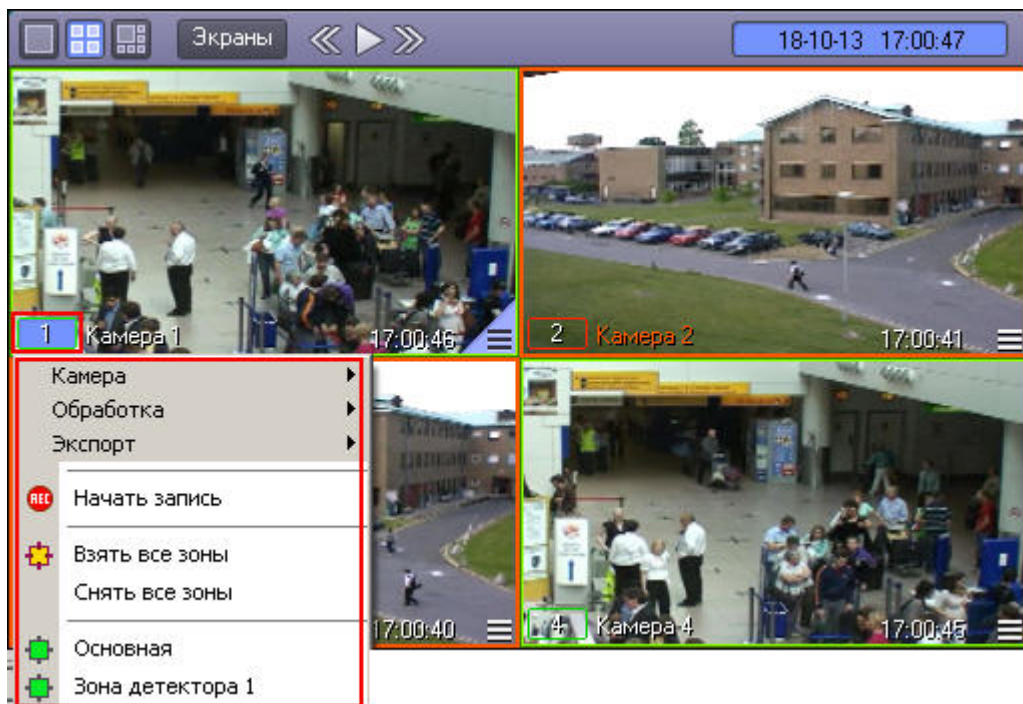 Экраны
18-10-13 17:00:47
1 Камера 1 17:00:46
2 Камера 2 17:00:41
Камера
Обработка
Экспорт
REC Начать запись
Взять все зоны
Снять все зоны
17:00:40
4 Камера 4 17:00:45
Основная
Зона детектора 1